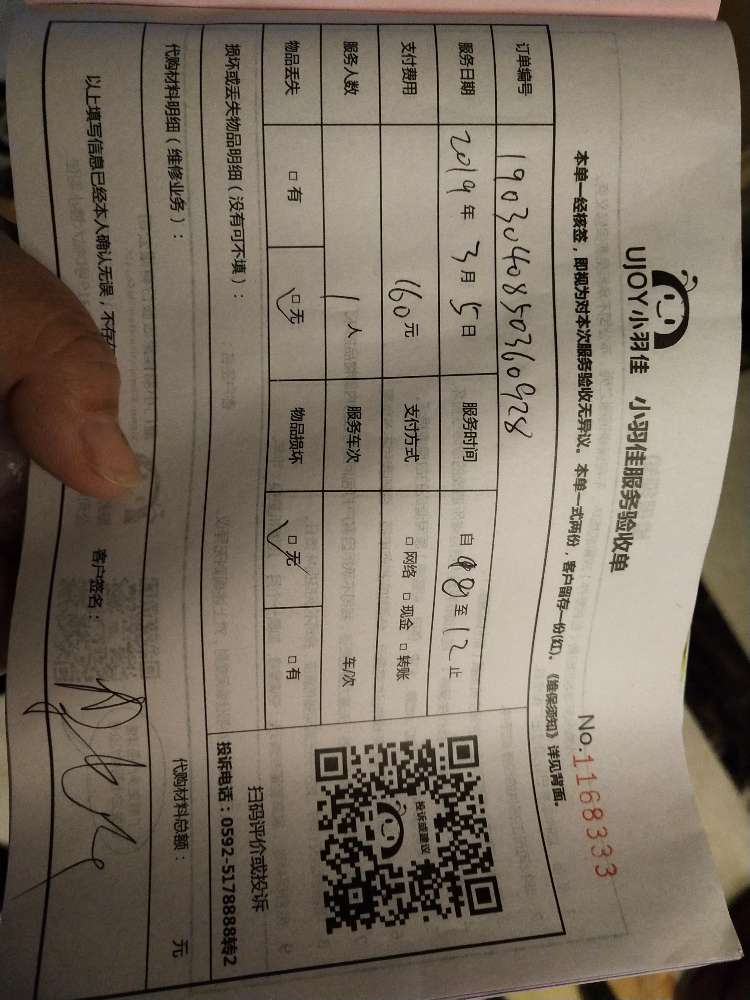 UJOY小羽佳 小羽佳服务验收单
No.1168333
本单一经核签，即视为对本次服务验收无异议。本单一式两份，客户留存一份(红)。《维保须知》详见背面。
订单编号 1903040850360928
服务日期 2019年3月5日 服务时间 自 8至12止
支付费用 160元 支付方式 □网络 □现金 □转账
服务人数 1人 服务车次 车/次
物品丢失 □有 □无 物品损坏 □无 □有
损坏或丢失物品明细（没有可不填）：
投诉或建议
扫码评价或投诉
投诉电话：0592-5178888转2
代购材料明细（维修业务）： 代购材料总额： 元
以上填写信息已经本人确认无误，不存 客户签名：